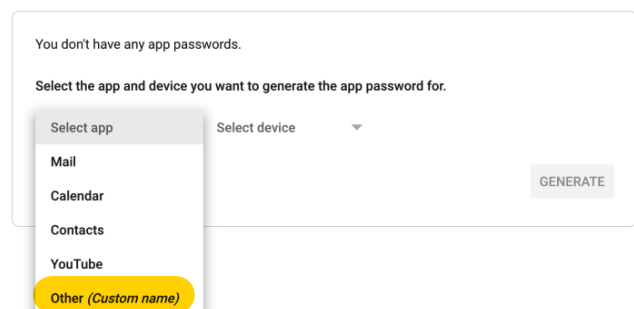 You don't have any app passwords.
Select the app and device you want to generate the app password for.
Select app
Select device
Mail
GENERATE
Calendar
Contacts
YouTube
Other (Custom name)